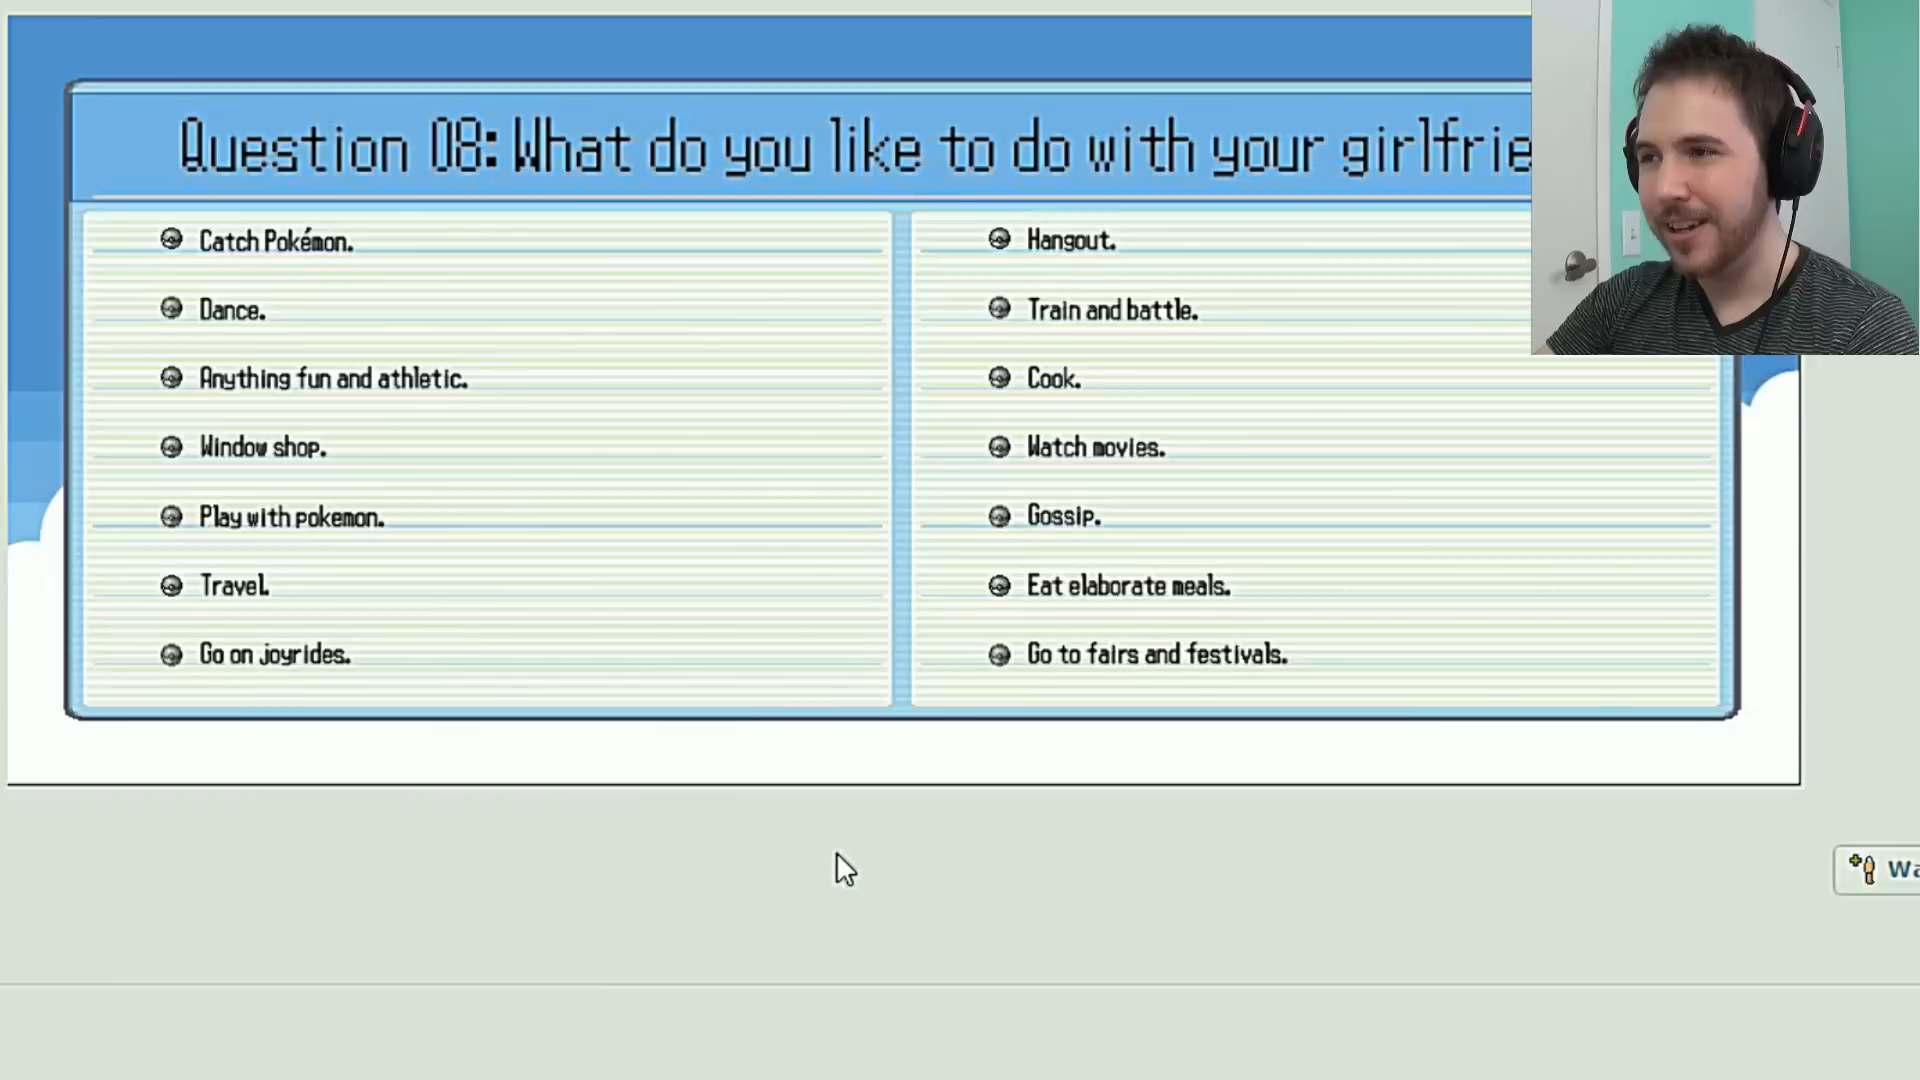 Question 08: What do you like to do with your girlfrie
Catch Pokémon.
Dance.
Anything fun and athletic.
Window shop.
Play with pokemon.
Travel.
Go on joyrides.
Hangout.
Train and battle.
Cook.
Watch movies.
Gossip.
Eat elaborate meals.
Go to fairs and festivals.
Wa